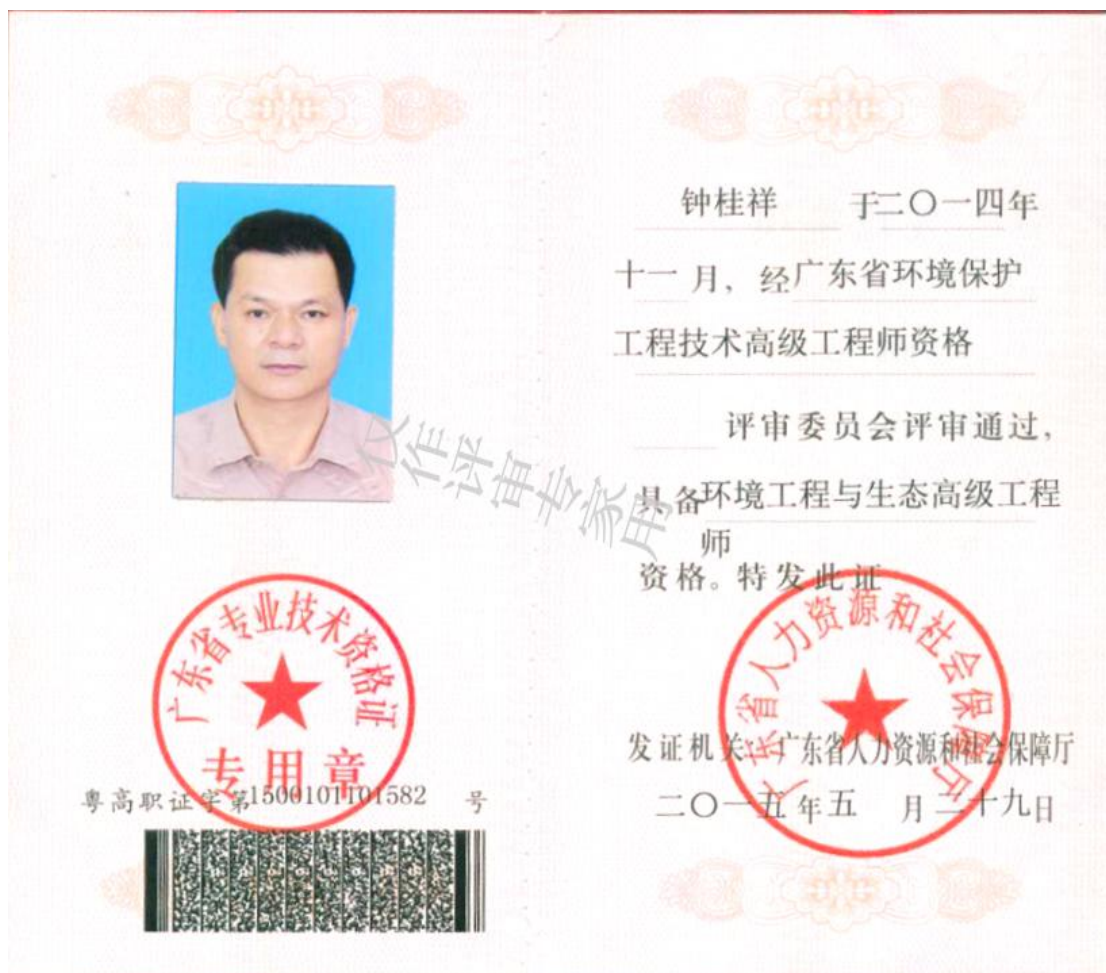 钟桂祥 于二〇一四年
十一月，经广东省环境保护
工程技术高级工程师资格
评审委员会评审通过，
具备环境工程与生态高级工程
师
资格。特发此证
仅作评审专家用
广东省专业技术资格证
专用章
粤高职证字第1500101101582号
广东省人力资源和社会保障厅
发证机关：广东省人力资源和社会保障厅
二〇一五年五月二十九日